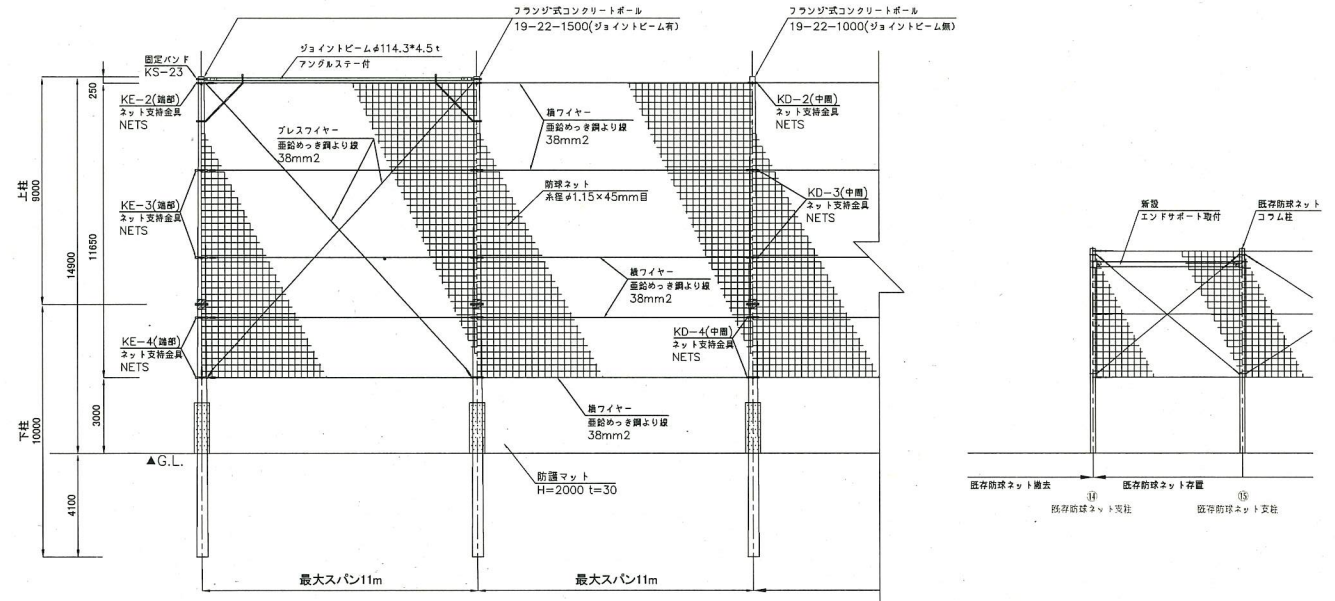 フランジ式コンクリートポール
19-22-1500(ジョイントビーム有)
フランジ式コンクリートポール
19-22-1000(ジョイントビーム無)
ジョイントビームφ114.3*4.5t
アングルステー付
固定バンド
KS-23
KE-2(端部)
ネット支持金具
NETS
ブレスワイヤー
亜鉛めっき鋼より線
38mm2
横ワイヤー
亜鉛めっき鋼より線
38mm2
KD-2(中間)
ネット支持金具
NETS
防球ネット
糸径φ1.15×45mm目
KE-3(端部)
ネット支持金具
NETS
KD-3(中間)
ネット支持金具
NETS
横ワイヤー
亜鉛めっき鋼より線
38mm2
KE-4(端部)
ネット支持金具
NETS
KD-4(中間)
ネット支持金具
NETS
横ワイヤー
亜鉛めっき鋼より線
38mm2
防護マット
H=2000 t=30
▲G.L.
上柱
9000
下柱
10000
14900
4100
250
11650
3000
最大スパン11m
最大スパン11m
新設
エンドサポート取付
既存防球ネット
コラム柱
既存防球ネット撤去
既存防球ネット存置
⑭
既存防球ネット支柱
⑮
既存防球ネット支柱